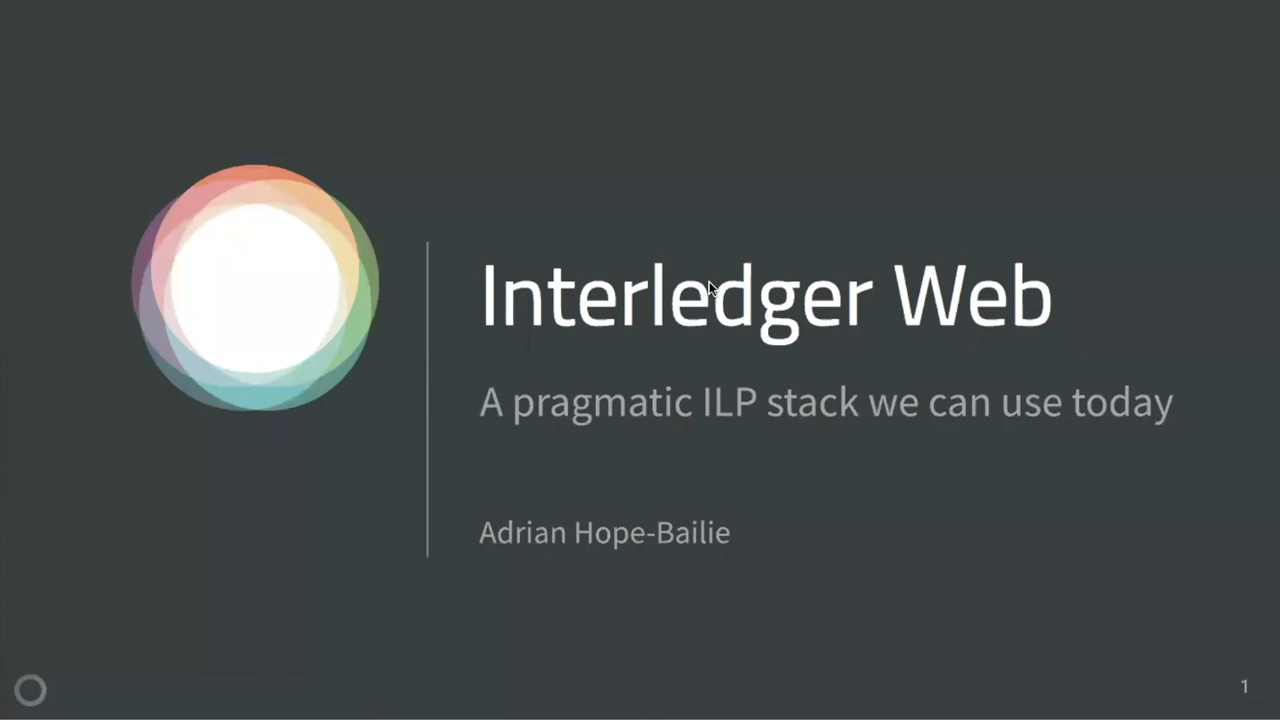 Interledger Web
A pragmatic ILP stack we can use today
Adrian Hope-Bailie
1